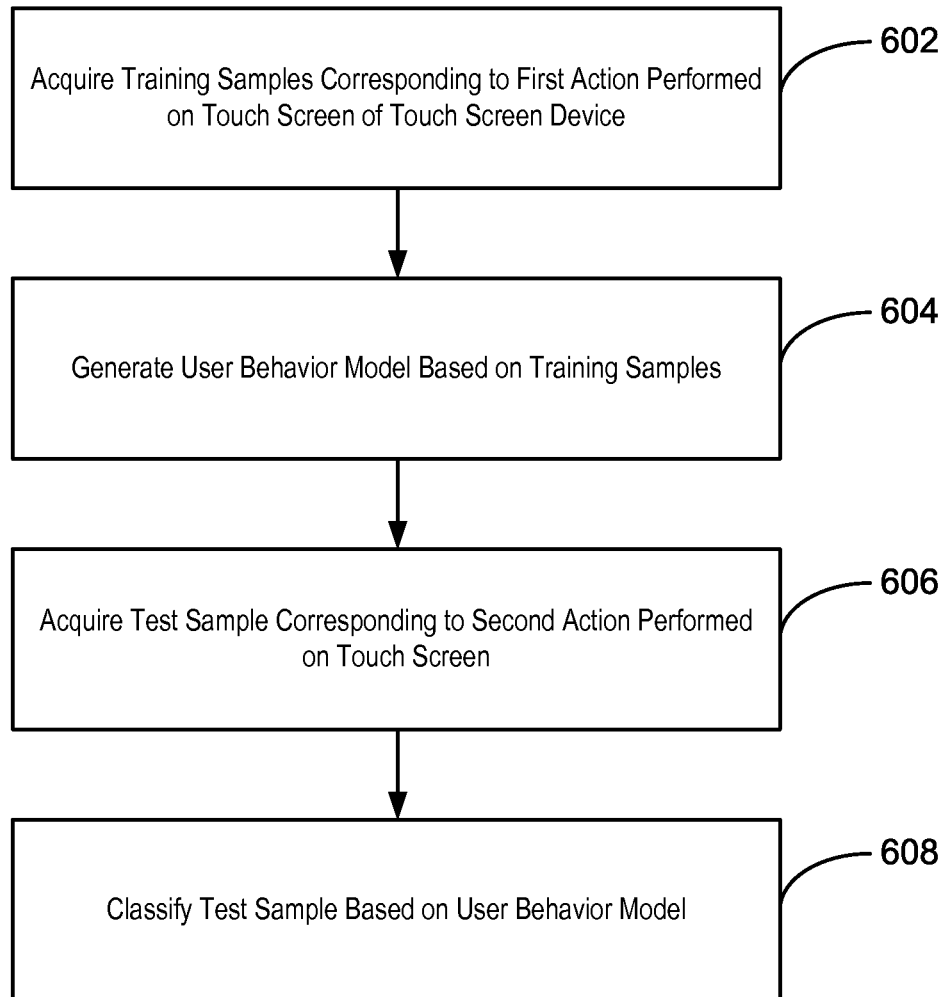 602
Acquire Training Samples Corresponding to First Action Performed
on Touch Screen of Touch Screen Device
604
Generate User Behavior Model Based on Training Samples
606
Acquire Test Sample Corresponding to Second Action Performed
on Touch Screen
608
Classify Test Sample Based on User Behavior Model